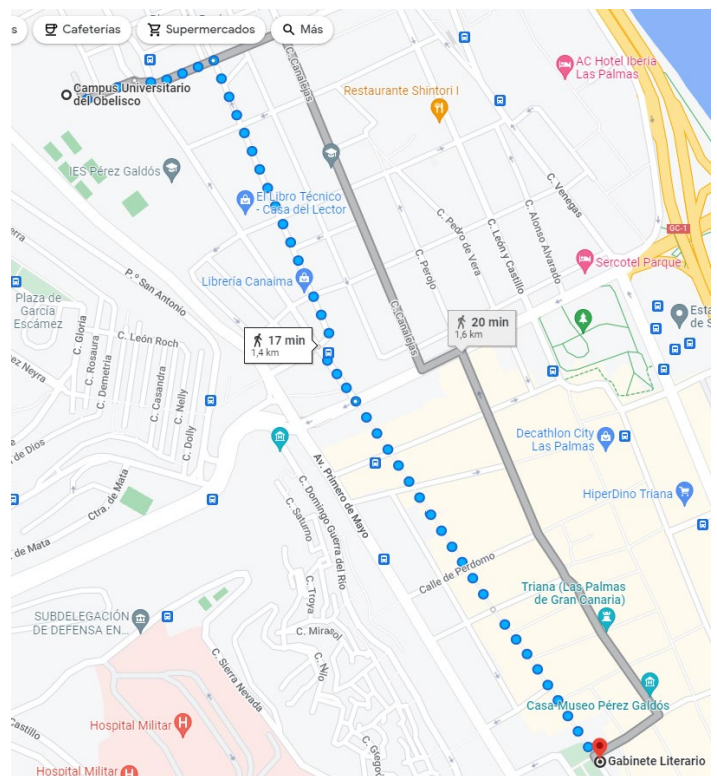 s
Cafeterías
Supermercados
Más
AC Hotel Iberia
Las Palmas
Campus Universitario
del Obelisco
C. Canalejas
Restaurante Shintori I
IES Pérez Galdós
C. Venegas
El Libro Técnico
- Casa del Lector
C. Pedro de Vera
C. León y Castillo
C. Alonso Alvarado
GC-1
P.º San Antonio
C. Perojo
Sercotel Parque
Librería Canaima
Plaza de
García
Escámez
C. Gloria
C. Rosaura
C. Demetria
C. León Roch
C. Canalejas
20 min
1,6 km
Esta
de S
17 min
1,4 km
C. Casandra
C. Nelly
C. Dolly
Decathlon City
Las Palmas
de Dios
Ctra. de Mata
Av. Primero de Mayo
HiperDino Triana
C. Domingo Guerra del Río
C. Saturno
de Mata
Calle de Perdomo
C. Troya
Triana (Las Palmas
de Gran Canaria)
SUBDELEGACIÓN
DE DEFENSA EN...
C. Mirasol
C. Nilo
C. Sierra Nevada
Casa-Museo Pérez Galdós
Castillo
Hospital Militar
Gabinete Literario
Hospital Militar